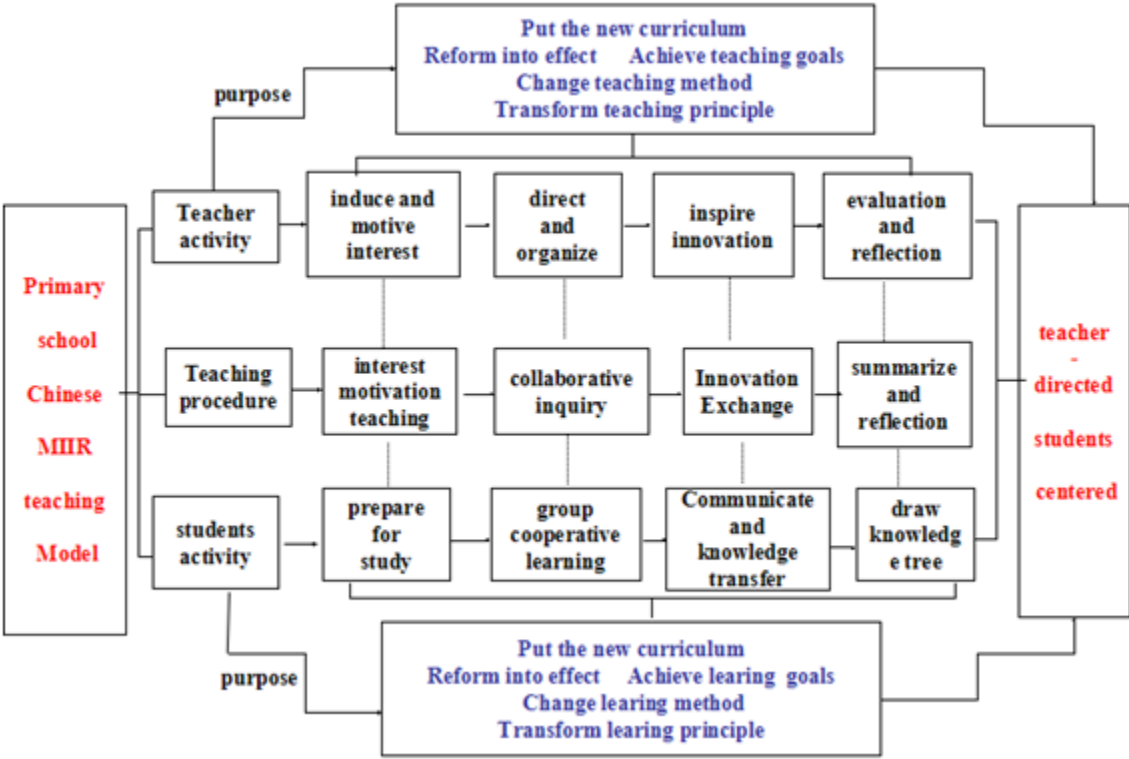 Put the new curriculum
Reform into effect Achieve teaching goals
Change teaching method
Transform teaching principle
purpose
Primary
school
Chinese
MIIR
teaching
Model
Teacher
activity
induce and
motive
interest
direct
and
organize
inspire
innovation
evaluation
and
reflection
Teaching
procedure
interest
motivation
teaching
collaborative
inquiry
Innovation
Exchange
summarize
and
reflection
students
activity
prepare
for
study
group
cooperative
learning
Communicate
and
knowledge
transfer
draw
knowledg
e tree
teacher
-
directed
students
centered
purpose
Put the new curriculum
Reform into effect Achieve learing goals
Change learing method
Transform learing principle